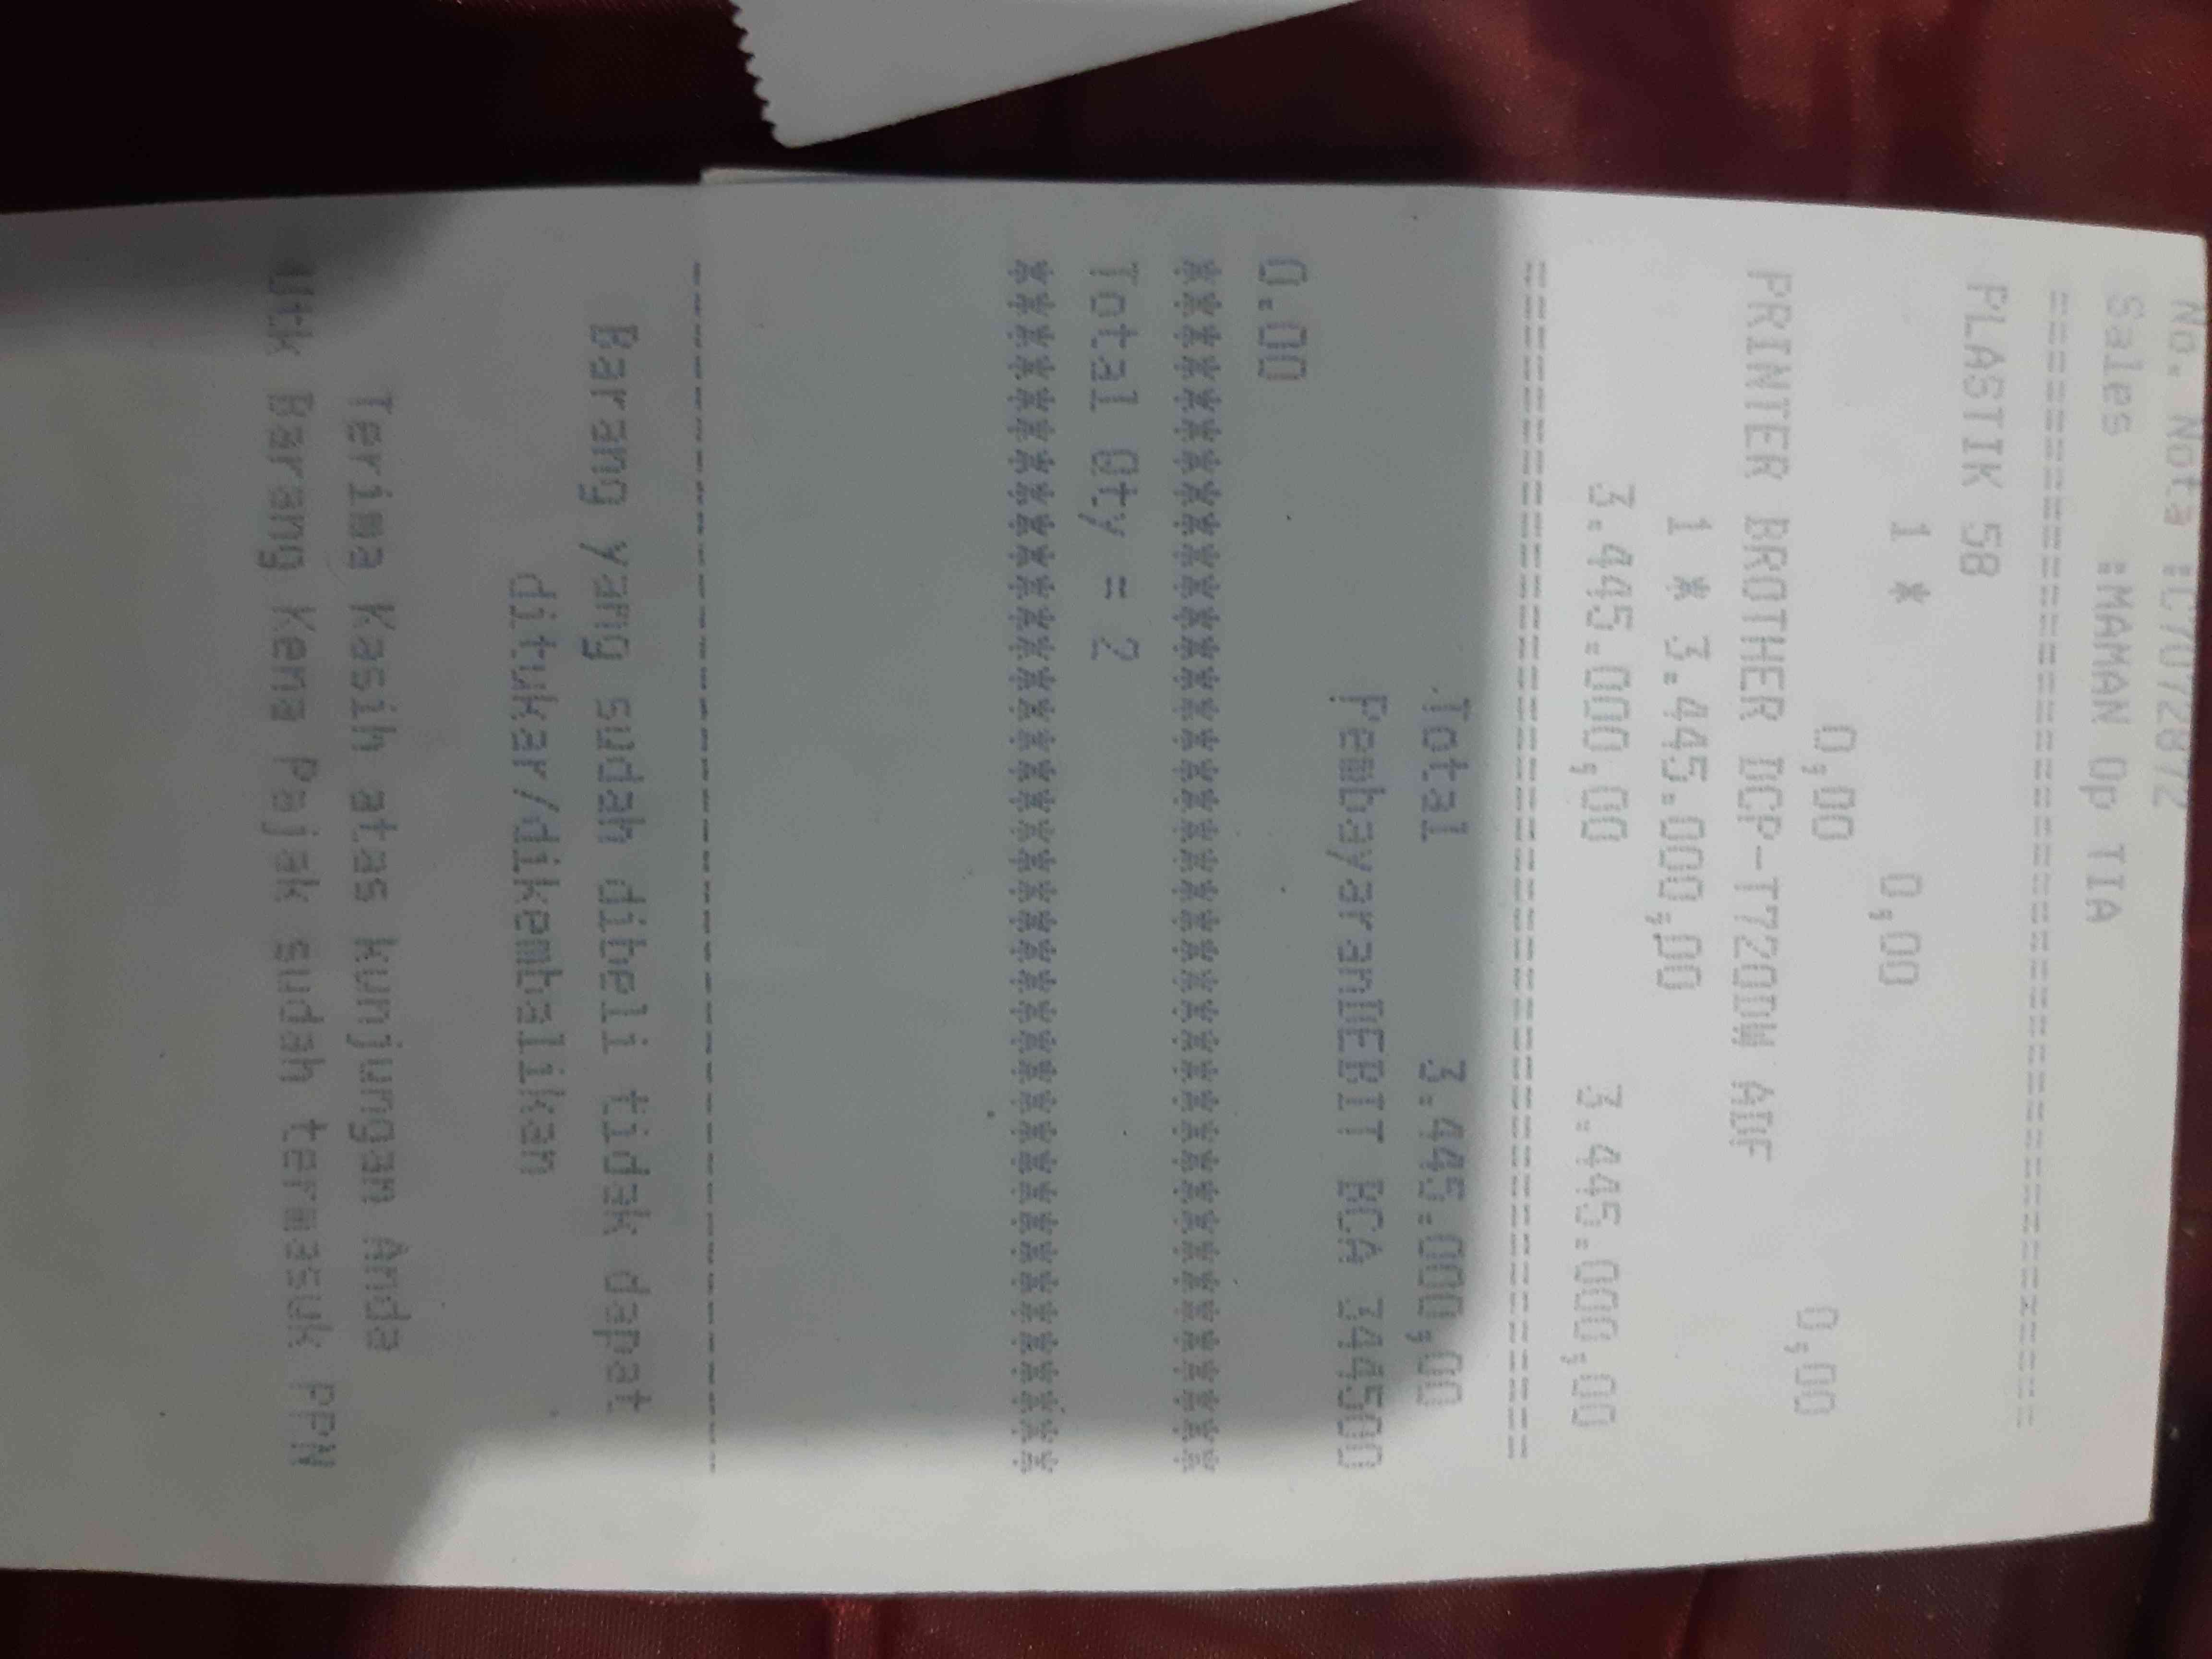 No. Nota :L7072872
Sales :MAMAN Op TIA
==================================
PLASTIK 58
1 * 0,00
0,00 0,00
PRINTER BROTHER DCP-T720DW ADF
1 * 3.445.000,00
3.445.000,00 3.445.000,00
==================================
Total 3.445.000,00
PembayaranDEBIT BCA 344500
0.00
**********************************
Total Qty = 2
**********************************
----------------------------------
Barang yang sudah dibeli tidak dapat
ditukar/dikembalikan
Terima Kasih atas kunjungan Anda
Utk Barang Kena Pajak sudah termasuk PPN